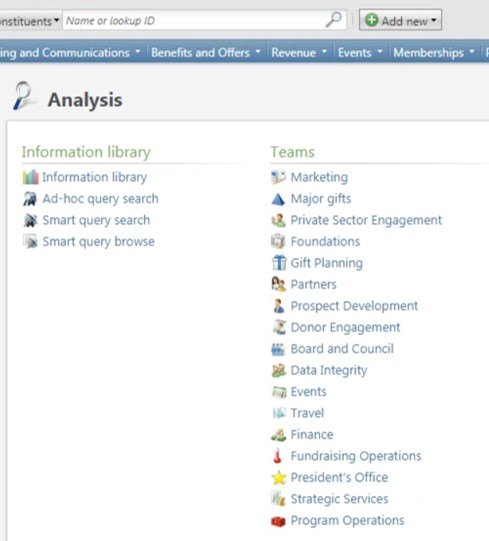 nstituents Name or lookup ID Add new
ing and Communications Benefits and Offers Revenue Events Memberships
Analysis
Information library
Information library
Ad-hoc query search
Smart query search
Smart query browse
Teams
Marketing
Major gifts
Private Sector Engagement
Foundations
Gift Planning
Partners
Prospect Development
Donor Engagement
Board and Council
Data Integrity
Events
Travel
Finance
Fundraising Operations
President's Office
Strategic Services
Program Operations